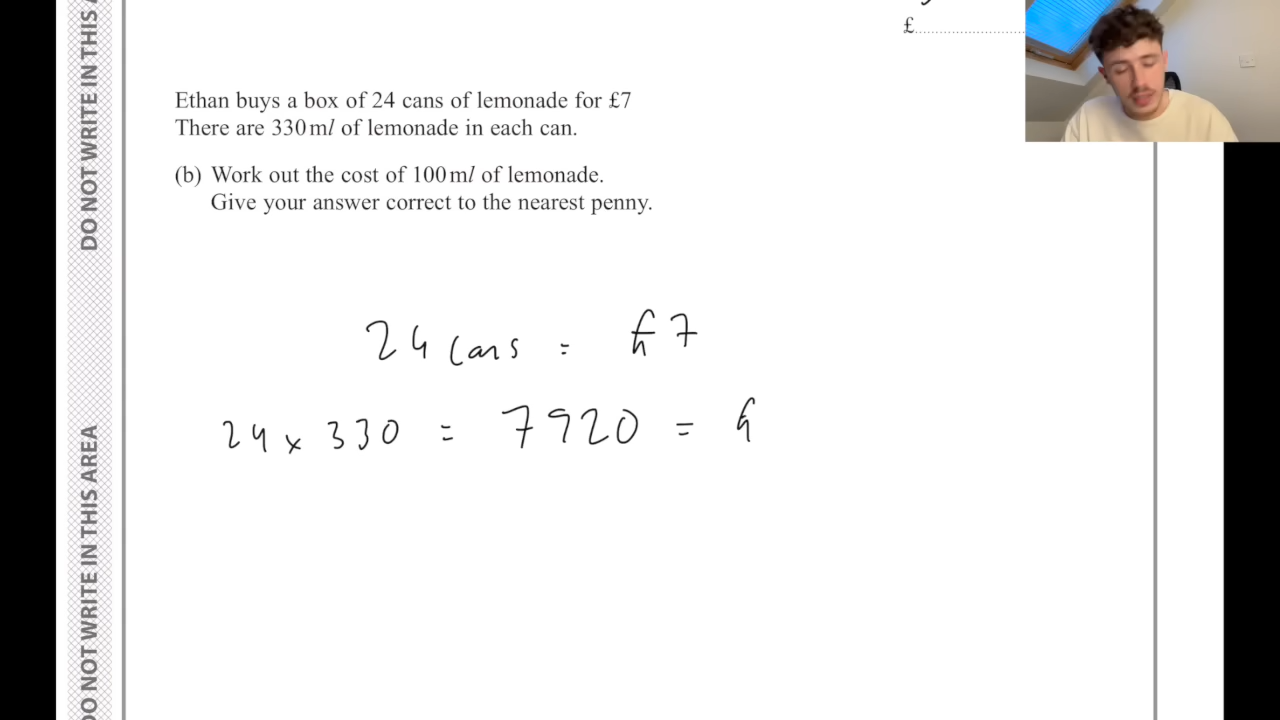 £
Ethan buys a box of 24 cans of lemonade for £7
There are 330 ml of lemonade in each can.
(b) Work out the cost of 100 ml of lemonade.
Give your answer correct to the nearest penny.
24 cans = £7
24 x 330 = 7920 = £
DO NOT WRITE IN THIS A
DO NOT WRITE IN THIS AREA